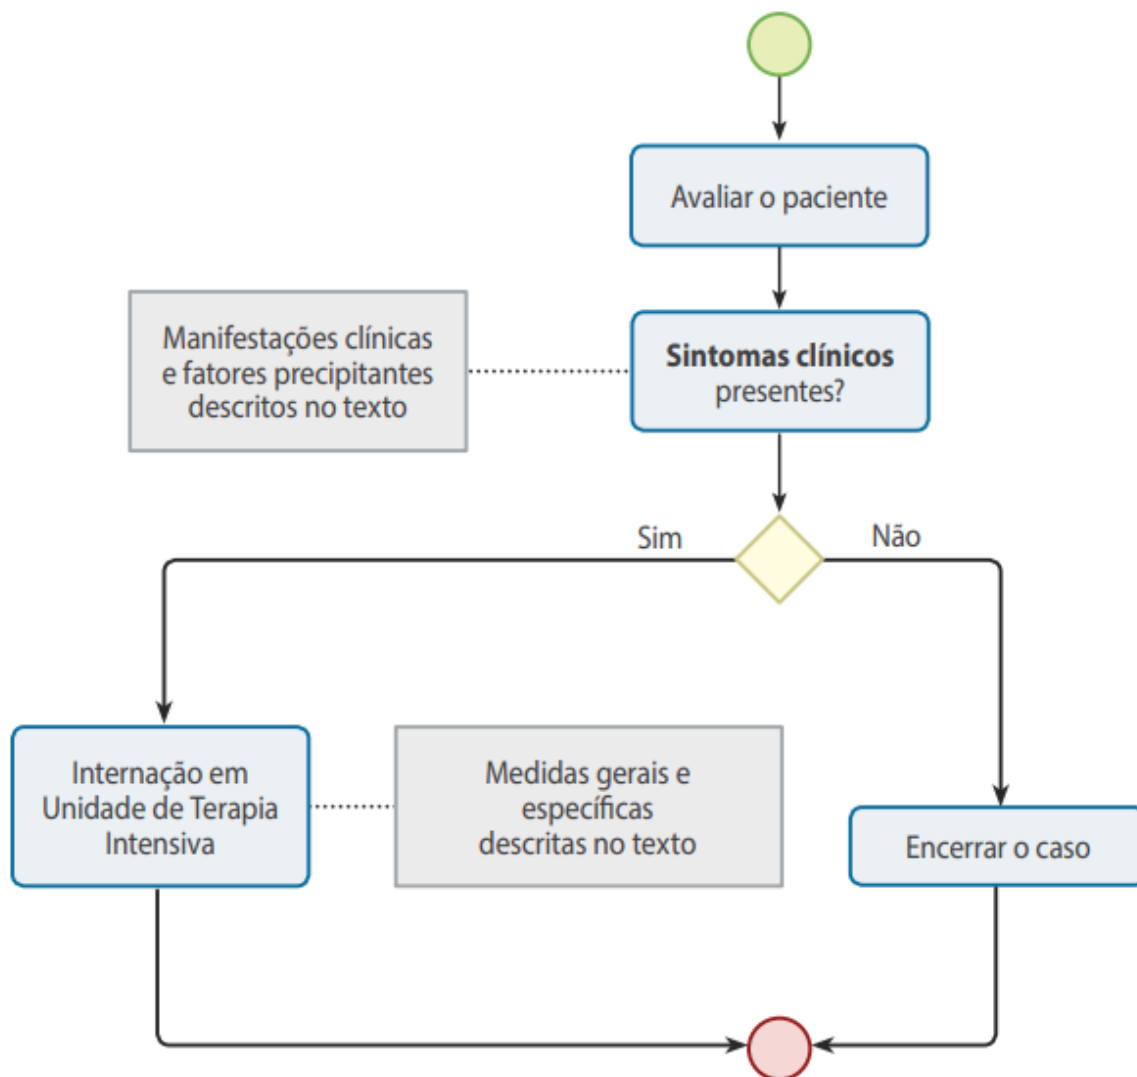 Avaliar o paciente
Manifestações clínicas
e fatores precipitantes
descritos no texto
Sintomas clínicos
presentes?
Sim
Não
Internação em
Unidade de Terapia
Intensiva
Medidas gerais e
específicas
descritas no texto
Encerrar o caso